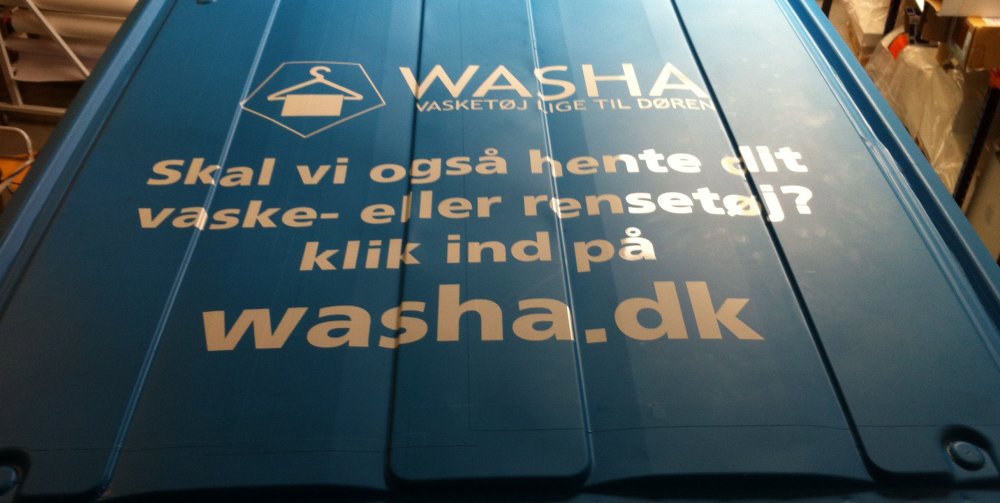 WASHA
VASKETØJ LIGE TIL DØREN
Skal vi også hente dit
vaske- eller rensetøj?
klik ind på
washa.dk